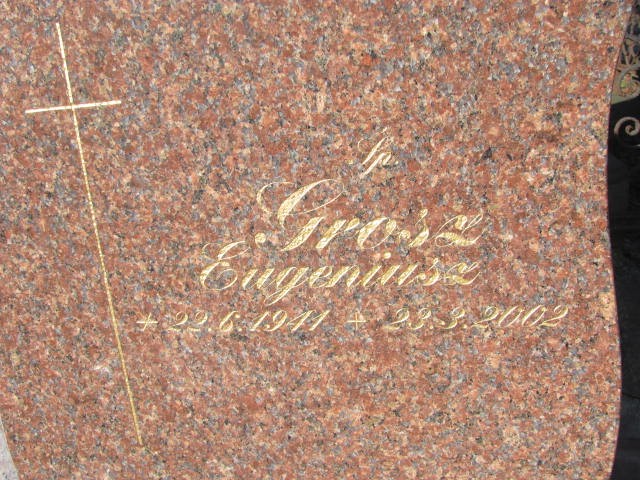 Śp.
Grosz
Eugeniusz
+ 22.6.1941 + 23.3.2002